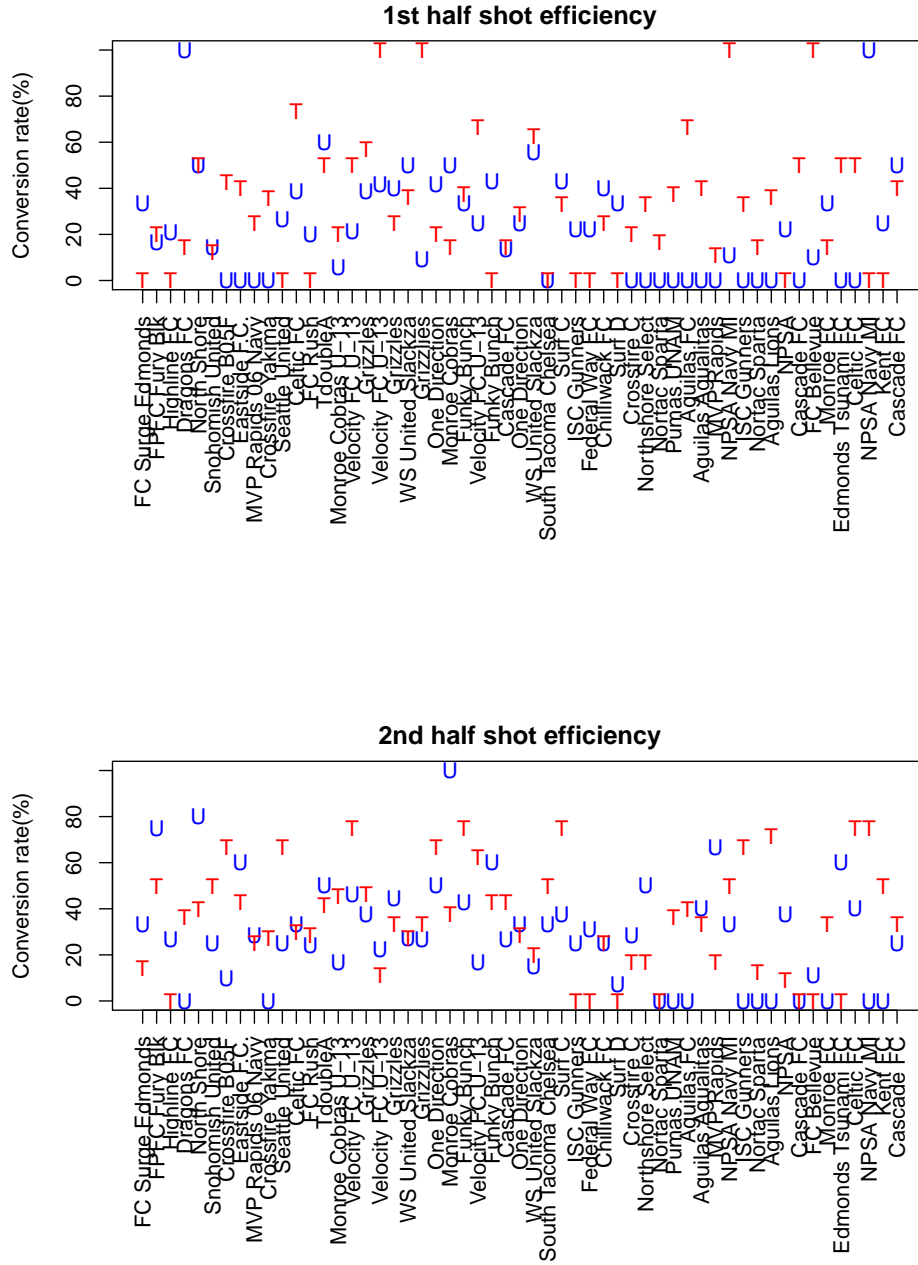 1st half shot efficiency
Conversion rate(%)
0
20
40
60
80
FC Surge Edmonds
FPFC Fury Blk
Highline FC
Dragons FC
North Shore
Snohomish United
Crossfire Bd5F
Eastside F.C.
MVP Rapids 06 Navy
Crossfire Yakima
Seattle United
Celtic FC
FC Rush
TdoubleA
Monroe Cobras
Velocity FC U−13
Grizzles
Velocity FC U−13
Grizzles
WS United Slackza
Grizzlies
One Direction
Monroe Cobras
Funky Bunch
Velocity FC U−13
Funky Bunch
Cascade FC
One Direction
WS United Slackza
South Tacoma Chelsea
Surf C
ISC Gunners
Federal Way FC
Chilliwack FC
Surf D
Crossfire
Northshore Select
Nortac Sparta
Pumas UNAM
Aguilas FC
Aguilas
MVP Rapids
NPSA Navy MI
ISC Gunners
Nortac Sparta
Aguilas Lions
NPSA
Cascade FC
FC Bellevue
Monroe FC
Edmonds Tsunami
Celtic FC
NPSA Navy MI
Kent FC
Cascade FC
2nd half shot efficiency
Conversion rate(%)
0
20
40
60
80
FC Surge Edmonds
FPFC Fury Blk
Highline FC
Dragons FC
North Shore
Snohomish United
Crossfire Bd5F
Eastside F.C.
MVP Rapids 06 Navy
Crossfire Yakima
Seattle United
Celtic FC
FC Rush
TdoubleA
Monroe Cobras
Velocity FC U−13
Grizzles
Velocity FC U−13
Grizzles
WS United Slackza
Grizzlies
One Direction
Monroe Cobras
Funky Bunch
Velocity FC U−13
Funky Bunch
Cascade FC
One Direction
WS United Slackza
South Tacoma Chelsea
Surf C
ISC Gunners
Federal Way FC
Chilliwack FC
Surf D
Crossfire
Northshore Select
Nortac Sparta
Pumas UNAM
Aguilas FC
Aguilas
MVP Rapids
NPSA Navy MI
ISC Gunners
Nortac Sparta
Aguilas Lions
NPSA
Cascade FC
FC Bellevue
Monroe FC
Edmonds Tsunami
Celtic FC
NPSA Navy MI
Kent FC
Cascade FC